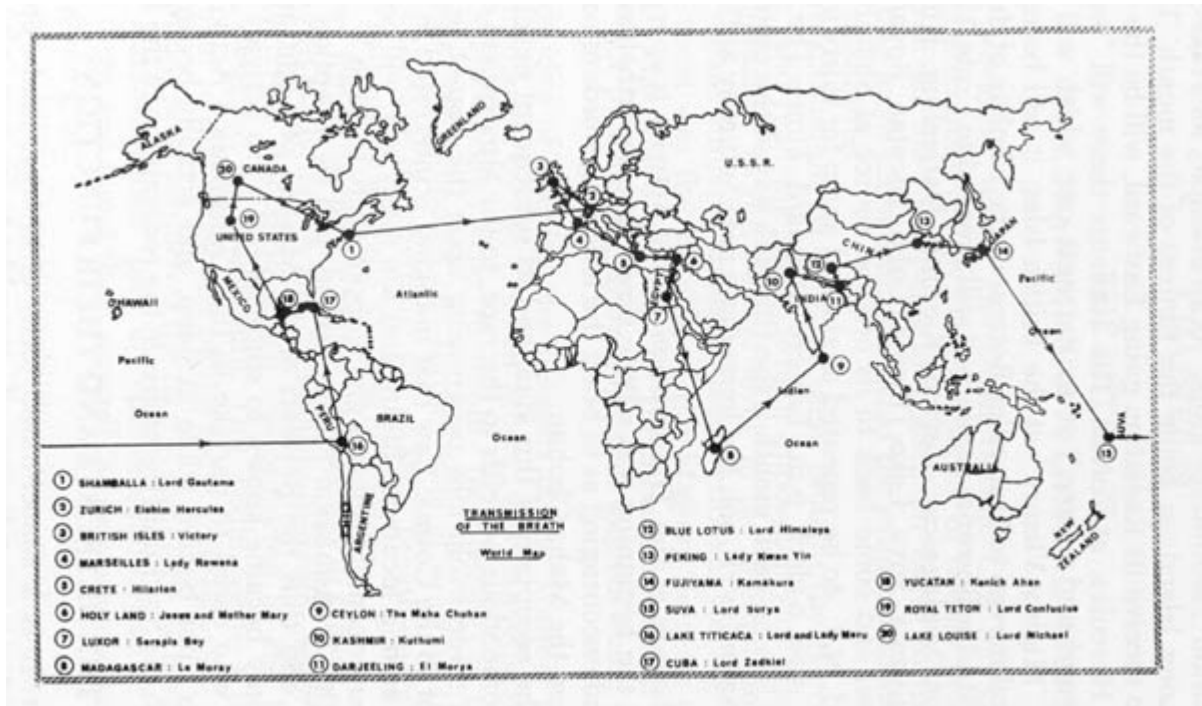 GREENLAND
ALASKA
CANADA
U.S.S.R.
UNITED STATES
CHINA
JAPAN
Pacific
MEXICO
HAWAII
Atlantic
EGYPT
INDIA
Ocean
Pacific
Indian
Ocean
PERU
BRAZIL
Ocean
Ocean
SUVA
AUSTRALIA
CHILE
ARGENTINE
NEW
ZEALAND
TRANSMISSION
OF THE BREATH
World Map
1 SHAMBALLA : Lord Gautama
2 ZURICH : Elohim Hercules
3 BRITISH ISLES : Victory
4 MARSEILLES : Lady Rowena
5 CRETE : Hilarion
6 HOLY LAND : Jesus and Mother Mary
7 LUXOR : Serapis Bey
8 MADAGASCAR : Le Moray
9 CEYLON : The Maha Chohan
10 KASHMIR : Kuthumi
11 DARJEELING : El Morya
12 BLUE LOTUS : Lord Himalaya
13 PEKING : Lady Kwan Yin
14 FUJIYAMA : Kamakura
15 SUVA : Lord Surya
16 LAKE TITICACA : Lord and Lady Meru
17 CUBA : Lord Zadkiel
18 YUCATAN : Kanich Ahan
19 ROYAL TETON : Lord Confucius
20 LAKE LOUISE : Lord Michael